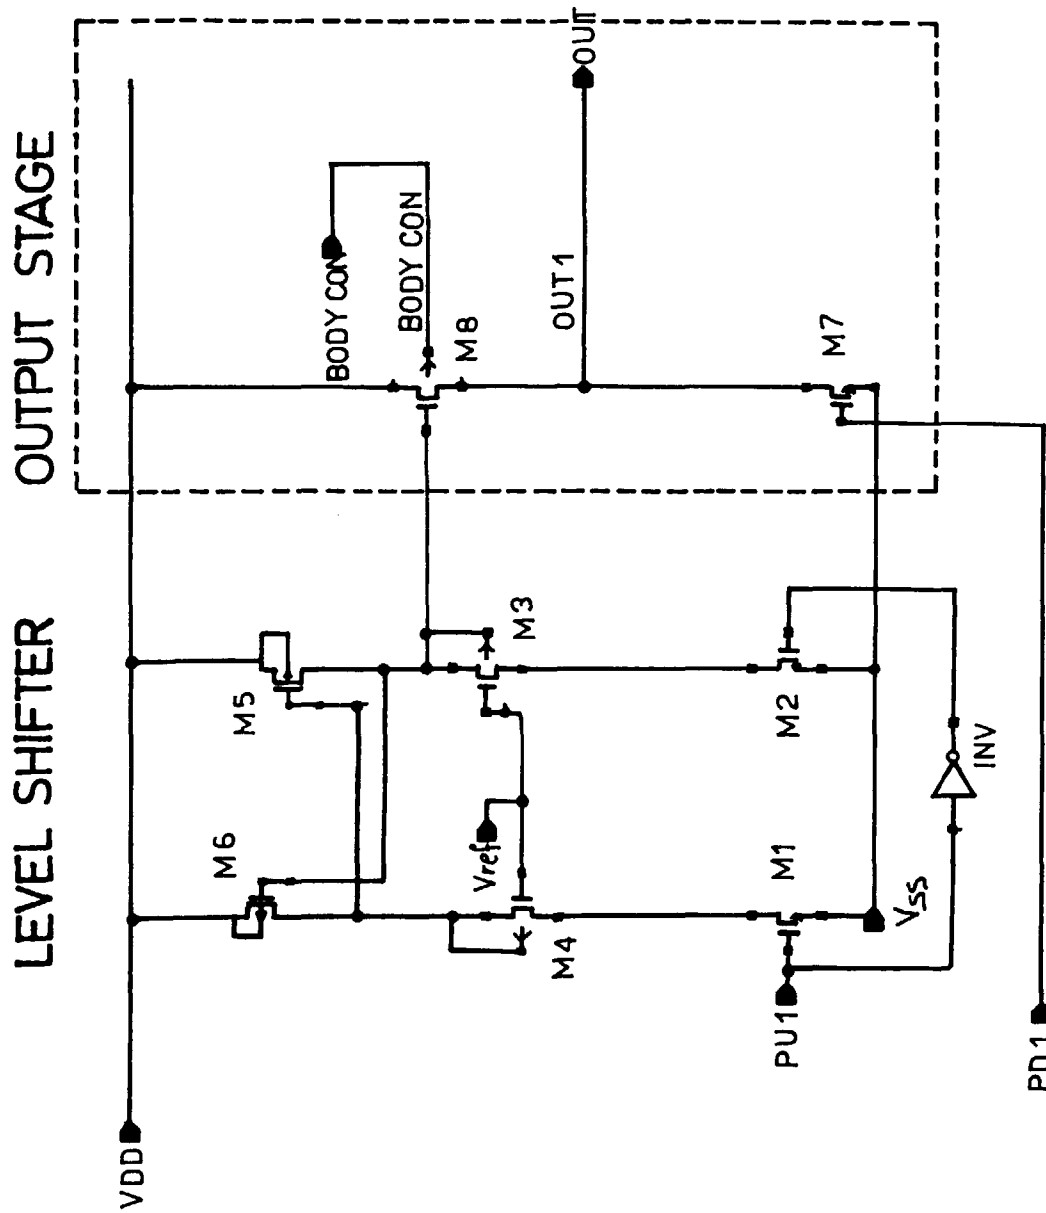 LEVEL SHIFTER
OUTPUT STAGE
VDD
M6
M5
BODY CON
BODY CON
M8
Vref
M4
M3
OUT1
OUT
PU1
M1
M2
M7
VSS
INV
PD1